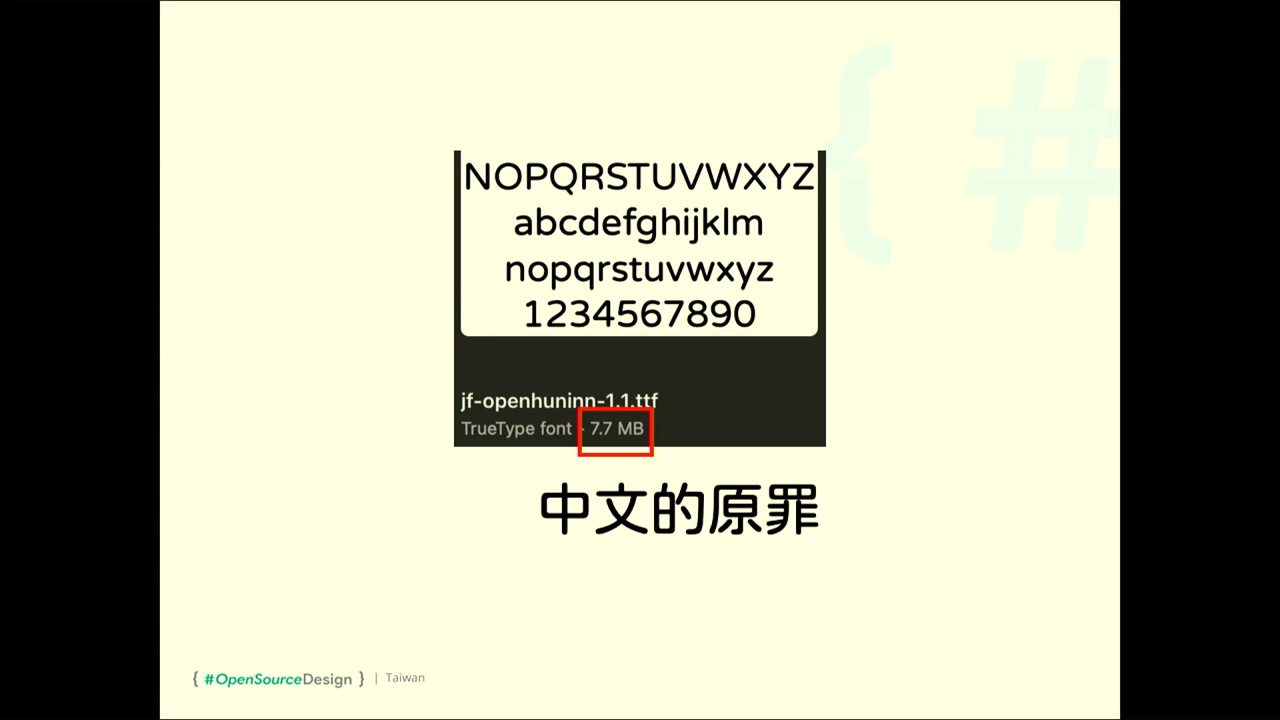 { #
NOPQRSTUVWXYZ
abcdefghijklm
nopqrstuvwxyz
1234567890
jf-openhuninn-1.1.ttf
TrueType font · 7.7 MB
中文的原罪
{ #OpenSourceDesign } | Taiwan